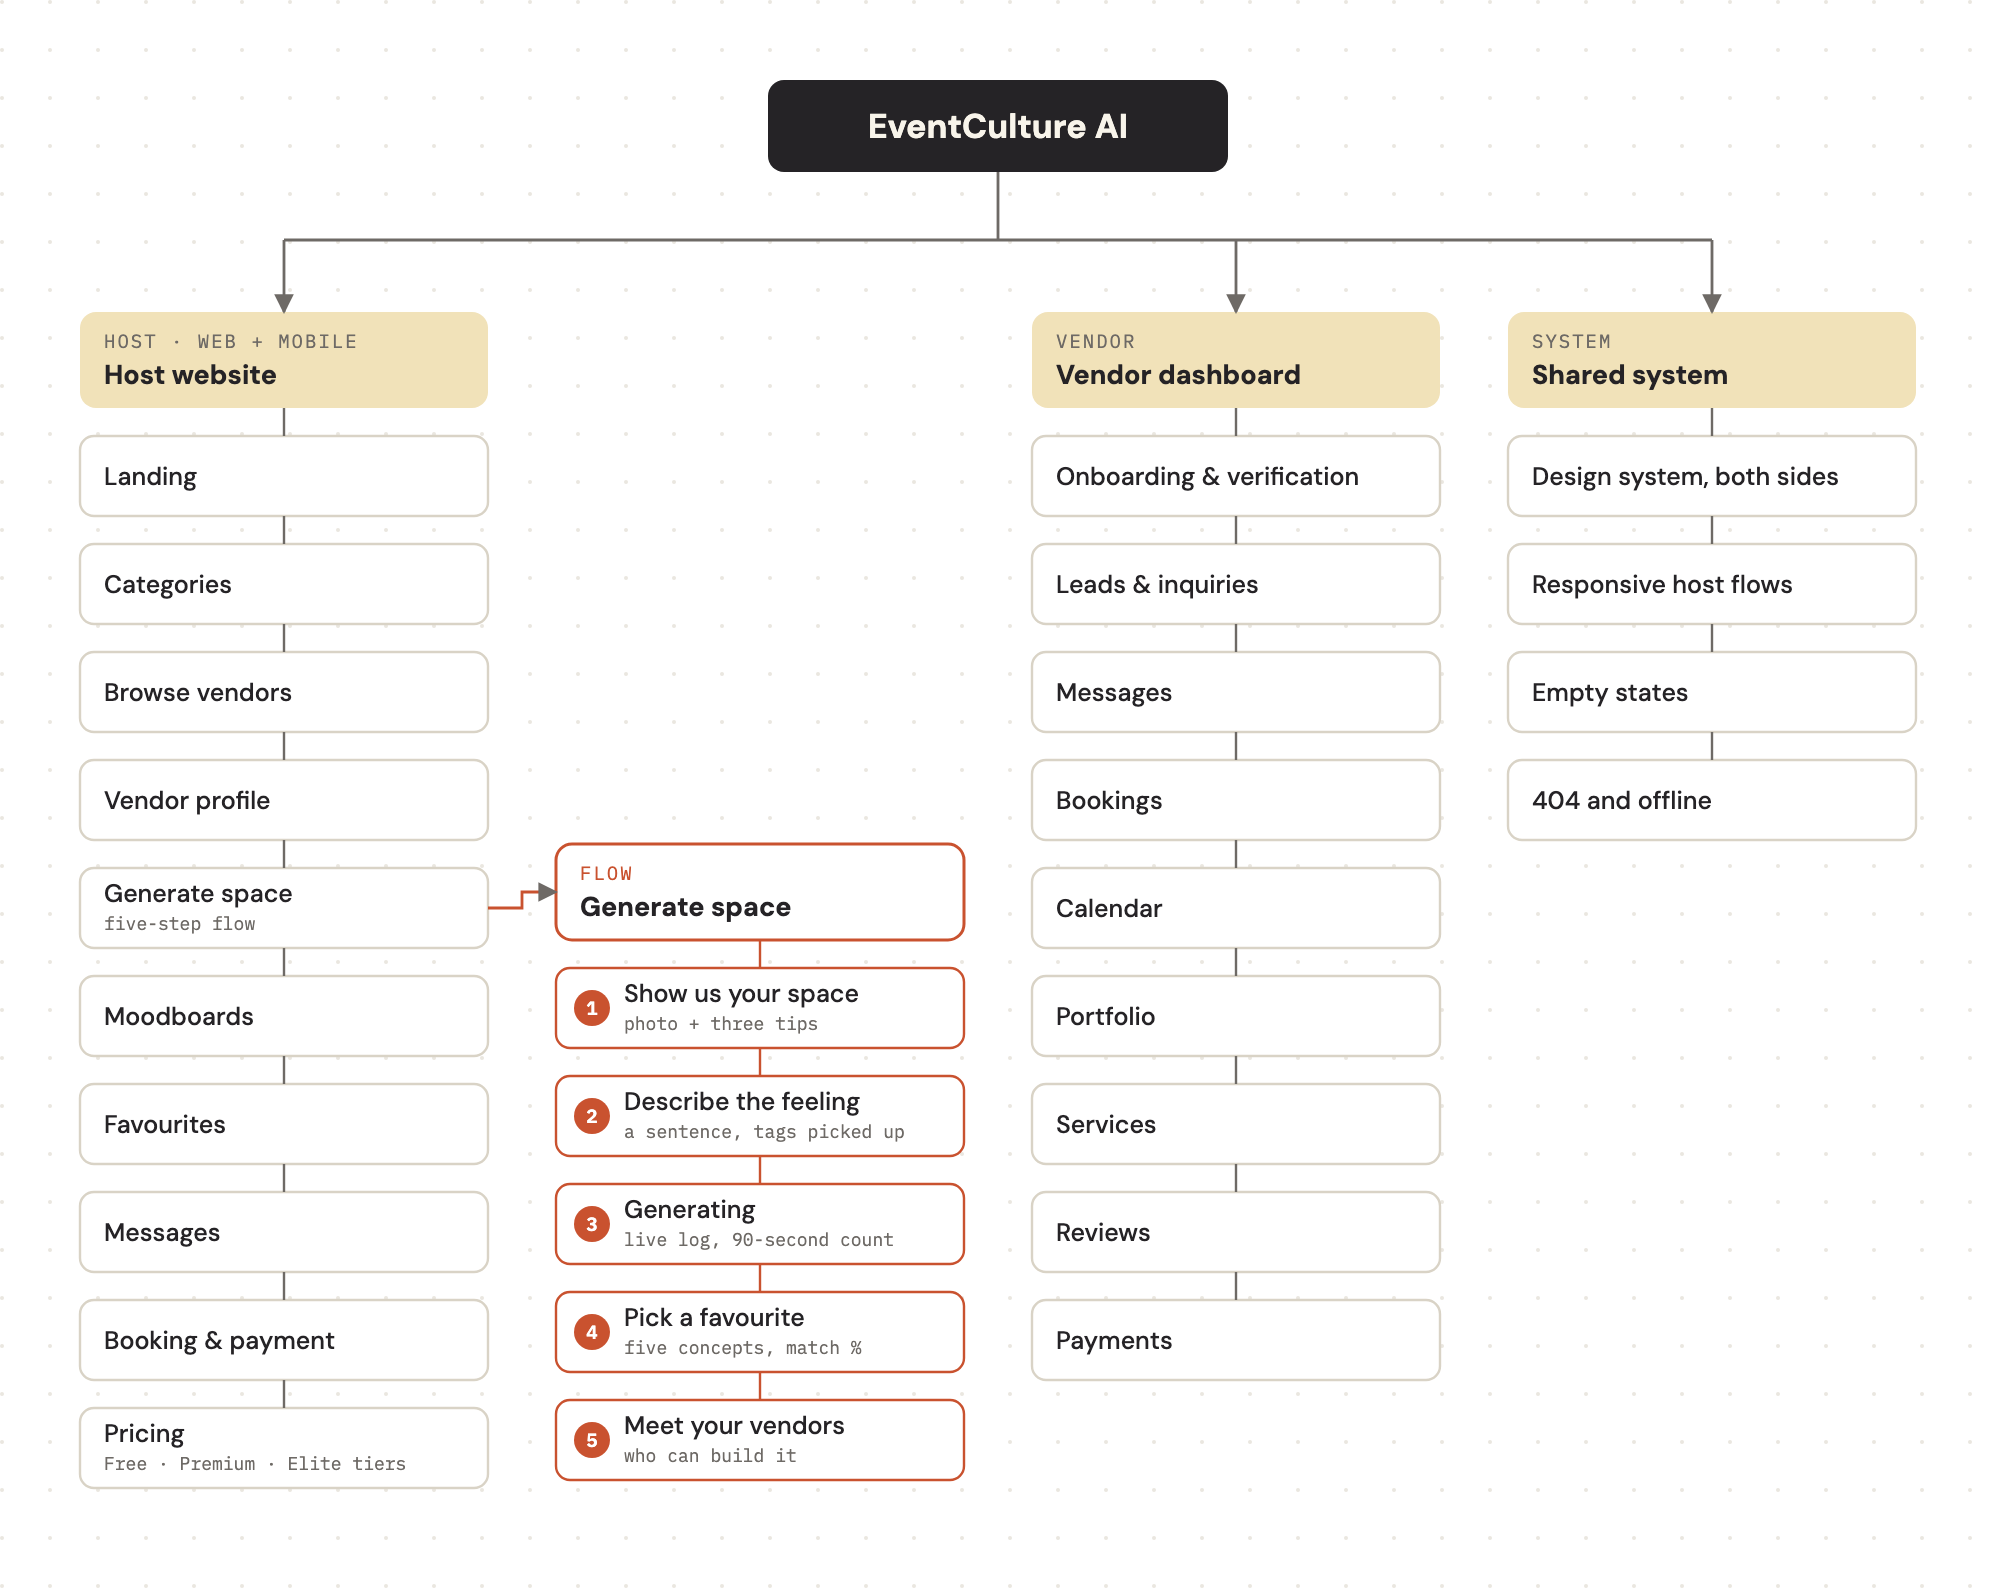 EventCulture AI
HOST · WEB + MOBILE
Host website
Landing
Categories
Browse vendors
Vendor profile
Generate space
five-step flow
Moodboards
Favourites
Messages
Booking & payment
Pricing
Free · Premium · Elite tiers
FLOW
Generate space
1
Show us your space
photo + three tips
2
Describe the feeling
a sentence, tags picked up
3
Generating
live log, 90-second count
4
Pick a favourite
five concepts, match %
5
Meet your vendors
who can build it
VENDOR
Vendor dashboard
Onboarding & verification
Leads & inquiries
Messages
Bookings
Calendar
Portfolio
Services
Reviews
Payments
SYSTEM
Shared system
Design system, both sides
Responsive host flows
Empty states
404 and offline